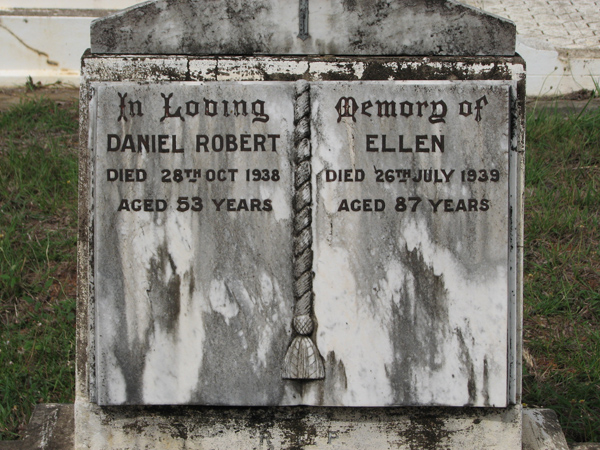 In Loving Memory of
DANIEL ROBERT
DIED 28TH OCT 1938
AGED 53 YEARS
ELLEN
DIED 26TH JULY 1939
AGED 87 YEARS